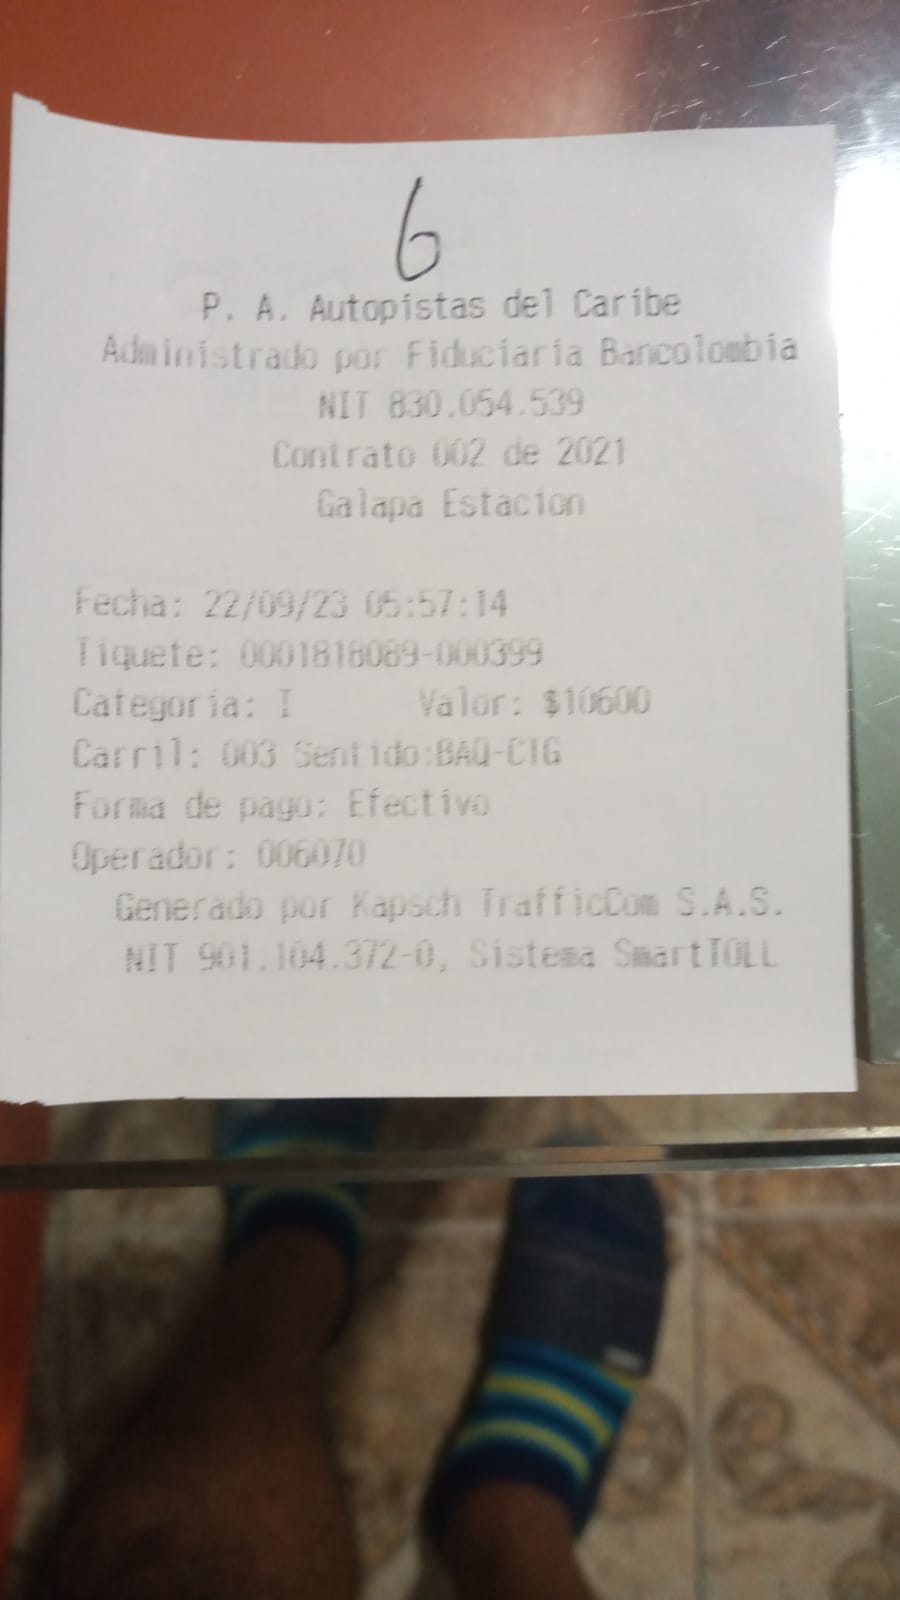 6
P. A. Autopistas del Caribe
Administrado por Fiduciaria Bancolombia
NIT 830.054.539
Contrato 002 de 2021
Galapa Estacion
Fecha: 22/09/23 05:57:14
Tiquete: 0001818089-000399
Categoria: I Valor: $10600
Carril: 003 Sentido:BAQ-CTG
Forma de pago: Efectivo
Operador: 006070
Generado por Kapsch TrafficCom S.A.S.
NIT 901.104.372-0, Sistema SmartTOLL